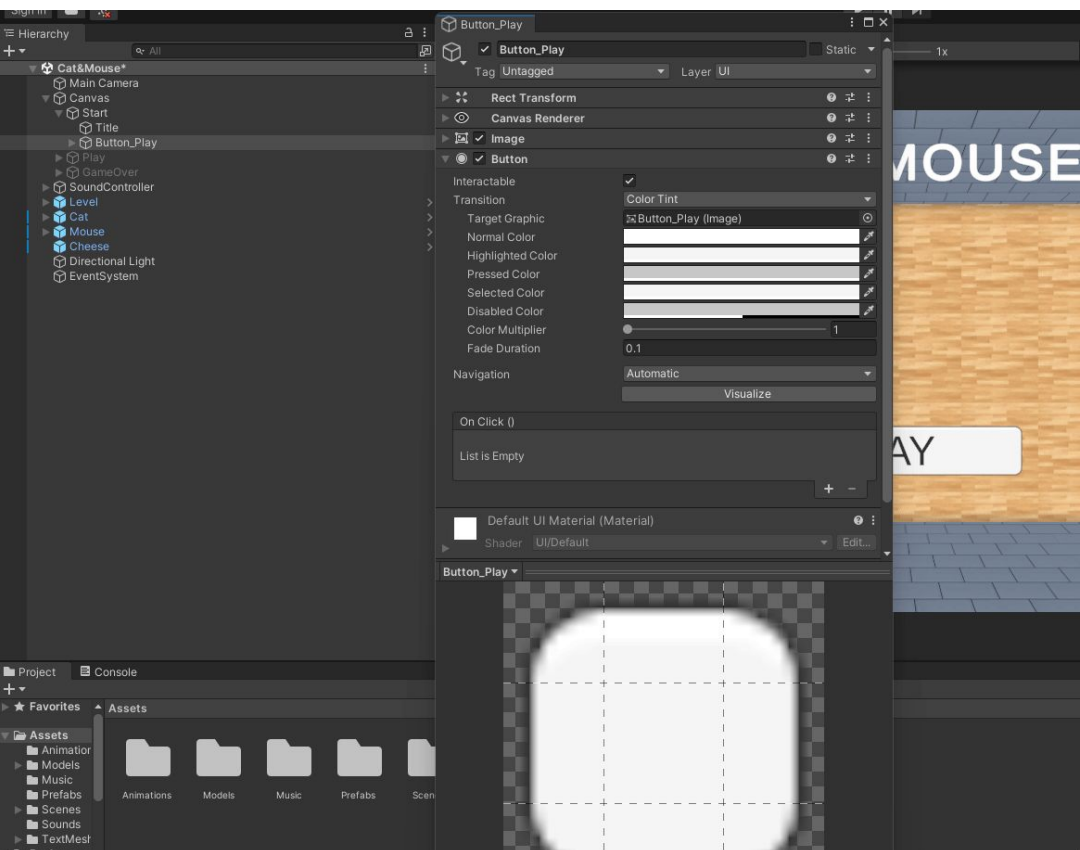 Sign in
Hierarchy
All
Cat&Mouse*
Main Camera
Canvas
Start
Title
Button_Play
Play
GameOver
SoundController
Level
Cat
Mouse
Cheese
Directional Light
EventSystem
Button_Play
Button_Play
Static
Tag Untagged
Layer UI
Rect Transform
Canvas Renderer
Image
Button
Interactable
Transition Color Tint
Target Graphic Button_Play (Image)
Normal Color
Highlighted Color
Pressed Color
Selected Color
Disabled Color
Color Multiplier 1
Fade Duration 0.1
Navigation Automatic
Visualize
On Click ()
List is Empty
+ −
Default UI Material (Material)
Shader UI/Default Edit...
Button_Play
1x
MOUSE
AY
Project Console
Favorites
Assets
Animation
Models
Music
Prefabs
Scenes
Sounds
TextMesh
Assets
Animations Models Music Prefabs Scen